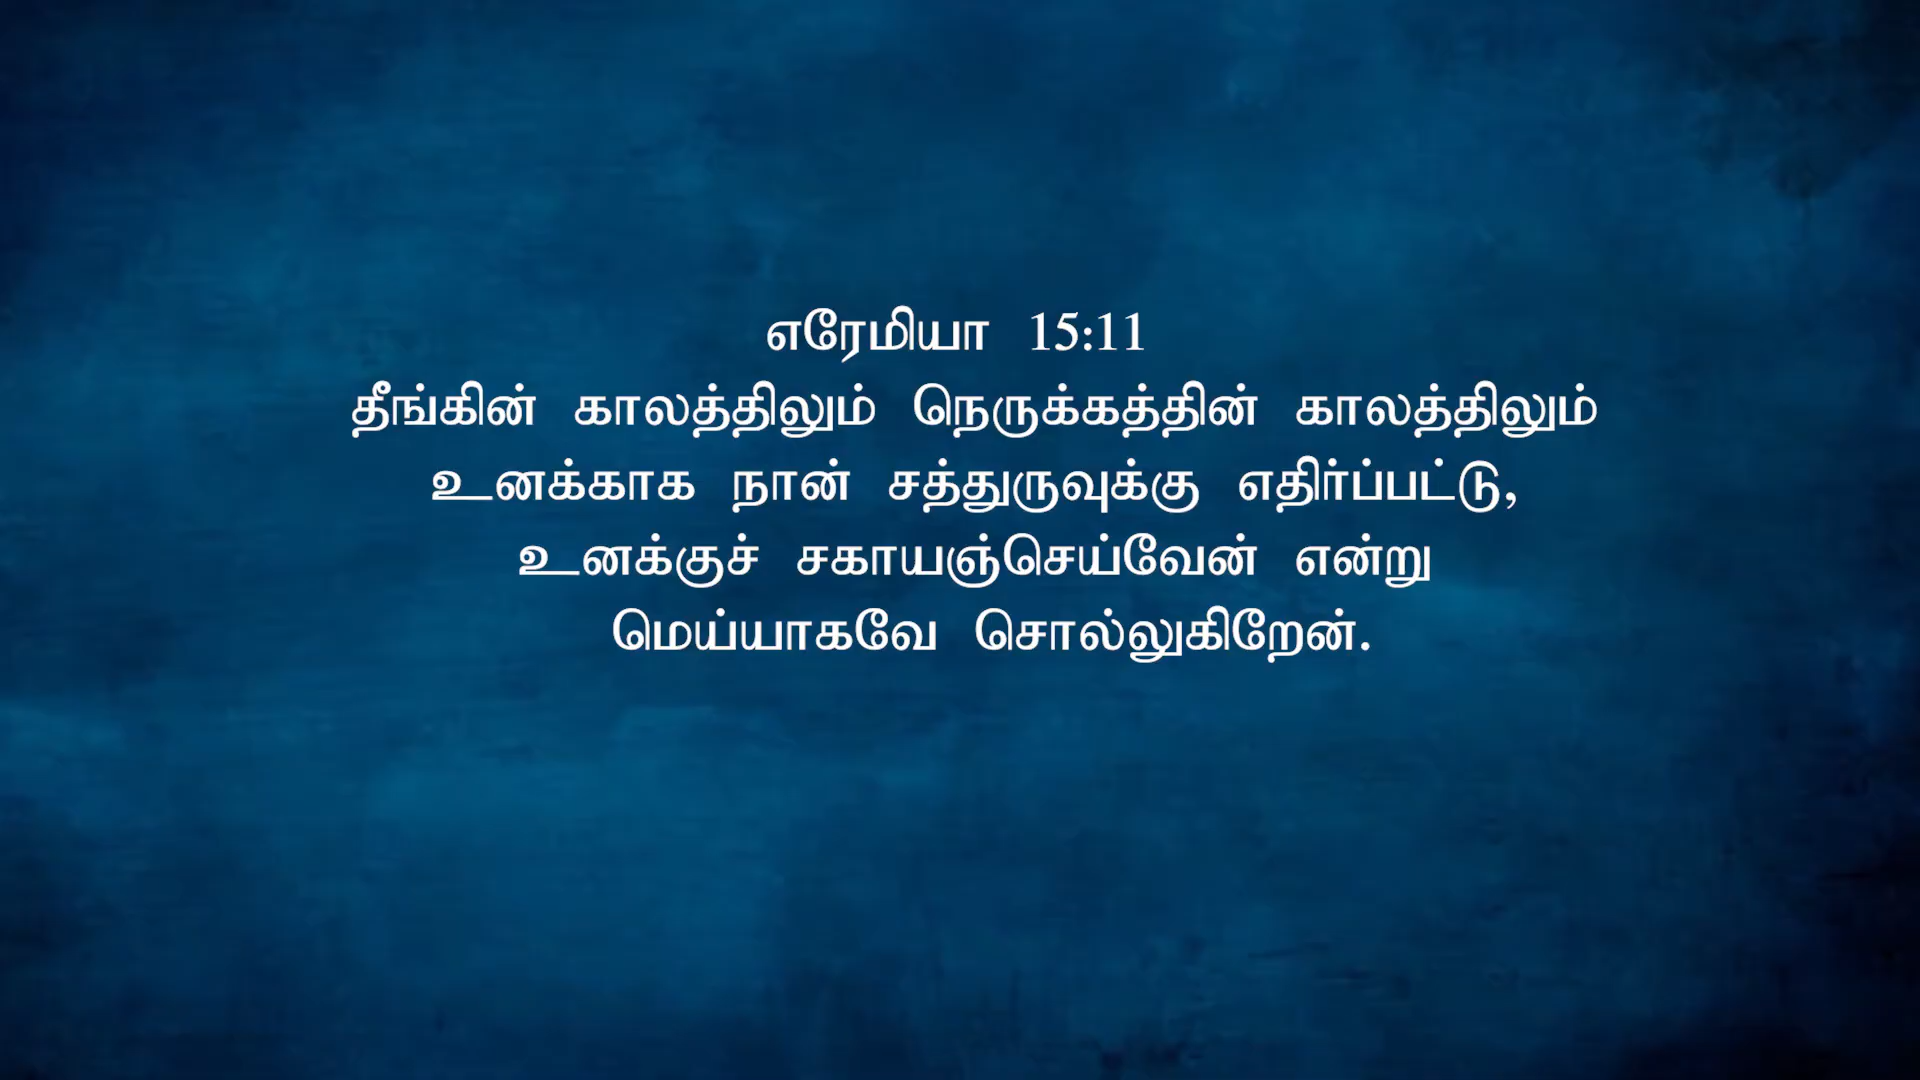 எரேமியா 15:11
தீங்கின் காலத்திலும் நெருக்கத்தின் காலத்திலும்
உனக்காக நான் சத்துருவுக்கு எதிர்ப்பட்டு,
உனக்குச் சகாயஞ்செய்வேன் என்று
மெய்யாகவே சொல்லுகிறேன்.